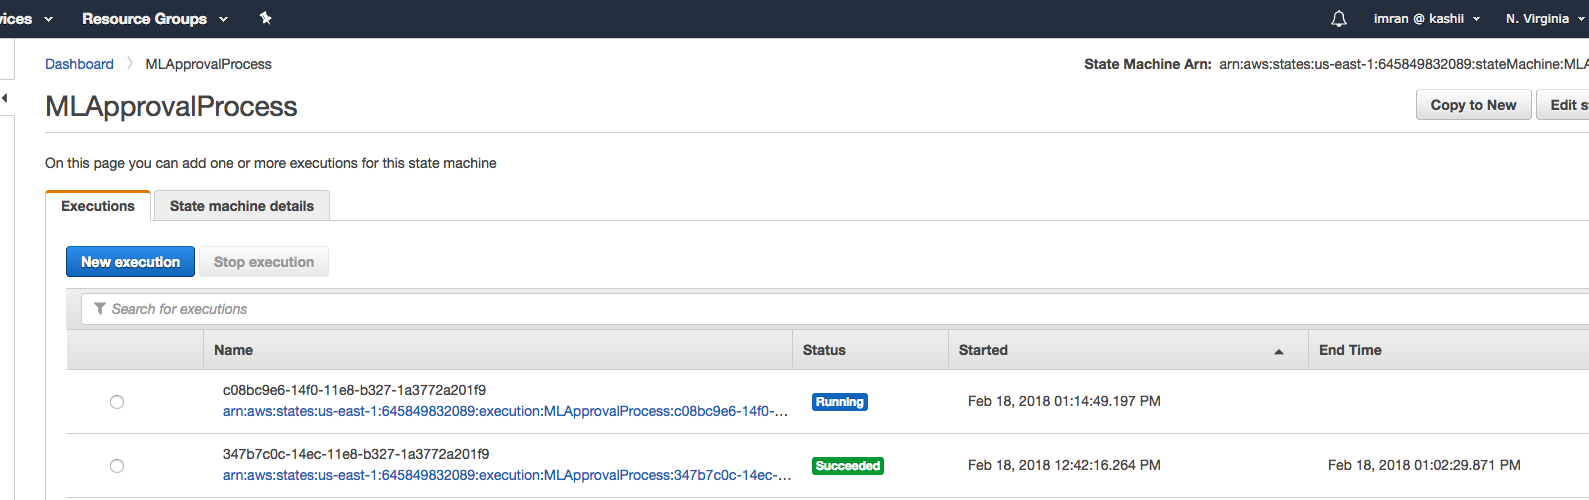 vices Resource Groups imran @ kashii N. Virginia
Dashboard MLApprovalProcess State Machine Arn: arn:aws:states:us-east-1:645849832089:stateMachine:MLA
MLApprovalProcess Copy to New Edit s
On this page you can add one or more executions for this state machine
Executions State machine details
New execution Stop execution
Search for executions
Name Status Started End Time
c08bc9e6-14f0-11e8-b327-1a3772a201f9
arn:aws:states:us-east-1:645849832089:execution:MLApprovalProcess:c08bc9e6-14f0-... Running Feb 18, 2018 01:14:49.197 PM
347b7c0c-14ec-11e8-b327-1a3772a201f9
arn:aws:states:us-east-1:645849832089:execution:MLApprovalProcess:347b7c0c-14ec-... Succeeded Feb 18, 2018 12:42:16.264 PM Feb 18, 2018 01:02:29.871 PM